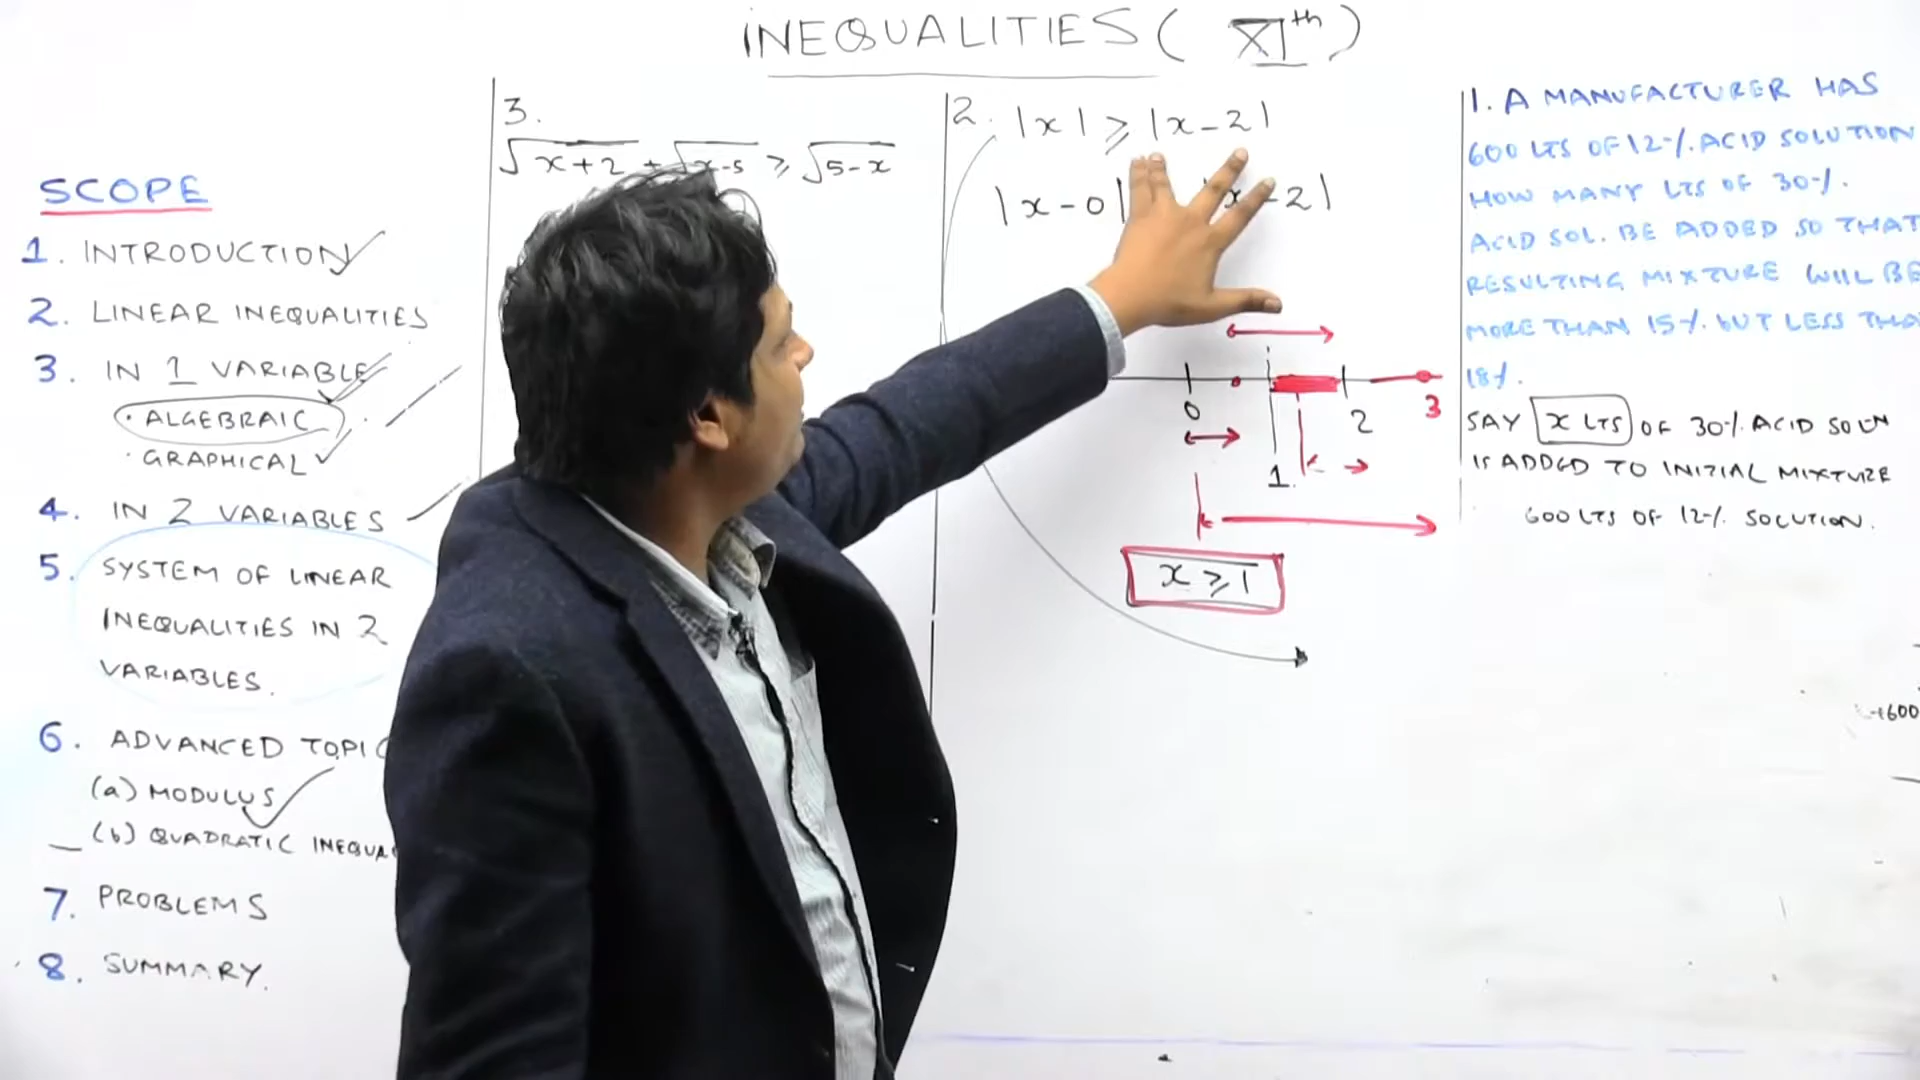 INEQUALITIES ( XIth )
SCOPE
1. INTRODUCTION
2. LINEAR INEQUALITIES
3. IN 1 VARIABLE
· ALGEBRAIC
· GRAPHICAL
4. IN 2 VARIABLES
5. SYSTEM OF LINEAR
INEQUALITIES IN 2
VARIABLES.
6. ADVANCED TOPIC
(a) MODULUS
(b) QUADRATIC INEQUA
7. PROBLEMS
8. SUMMARY.
3.
√x+2 + √x-5 ≥ √5-x
2. |x| ≥ |x-2|
|x-0| |x-2|
0 2 3
1.
x ≥ 1
1. A MANUFACTURER HAS
600 LTS OF 12·/. ACID SOLUTION
HOW MANY LTS OF 30·/.
ACID SOL. BE ADDED SO THAT
RESULTING MIXTURE WILL BE
MORE THAN 15·/. BUT LESS THA
18·/.
SAY x LTS OF 30·/. ACID SOLN
IS ADDED TO INITIAL MIXTURE
600 LTS OF 12·/. SOLUTION.
+600